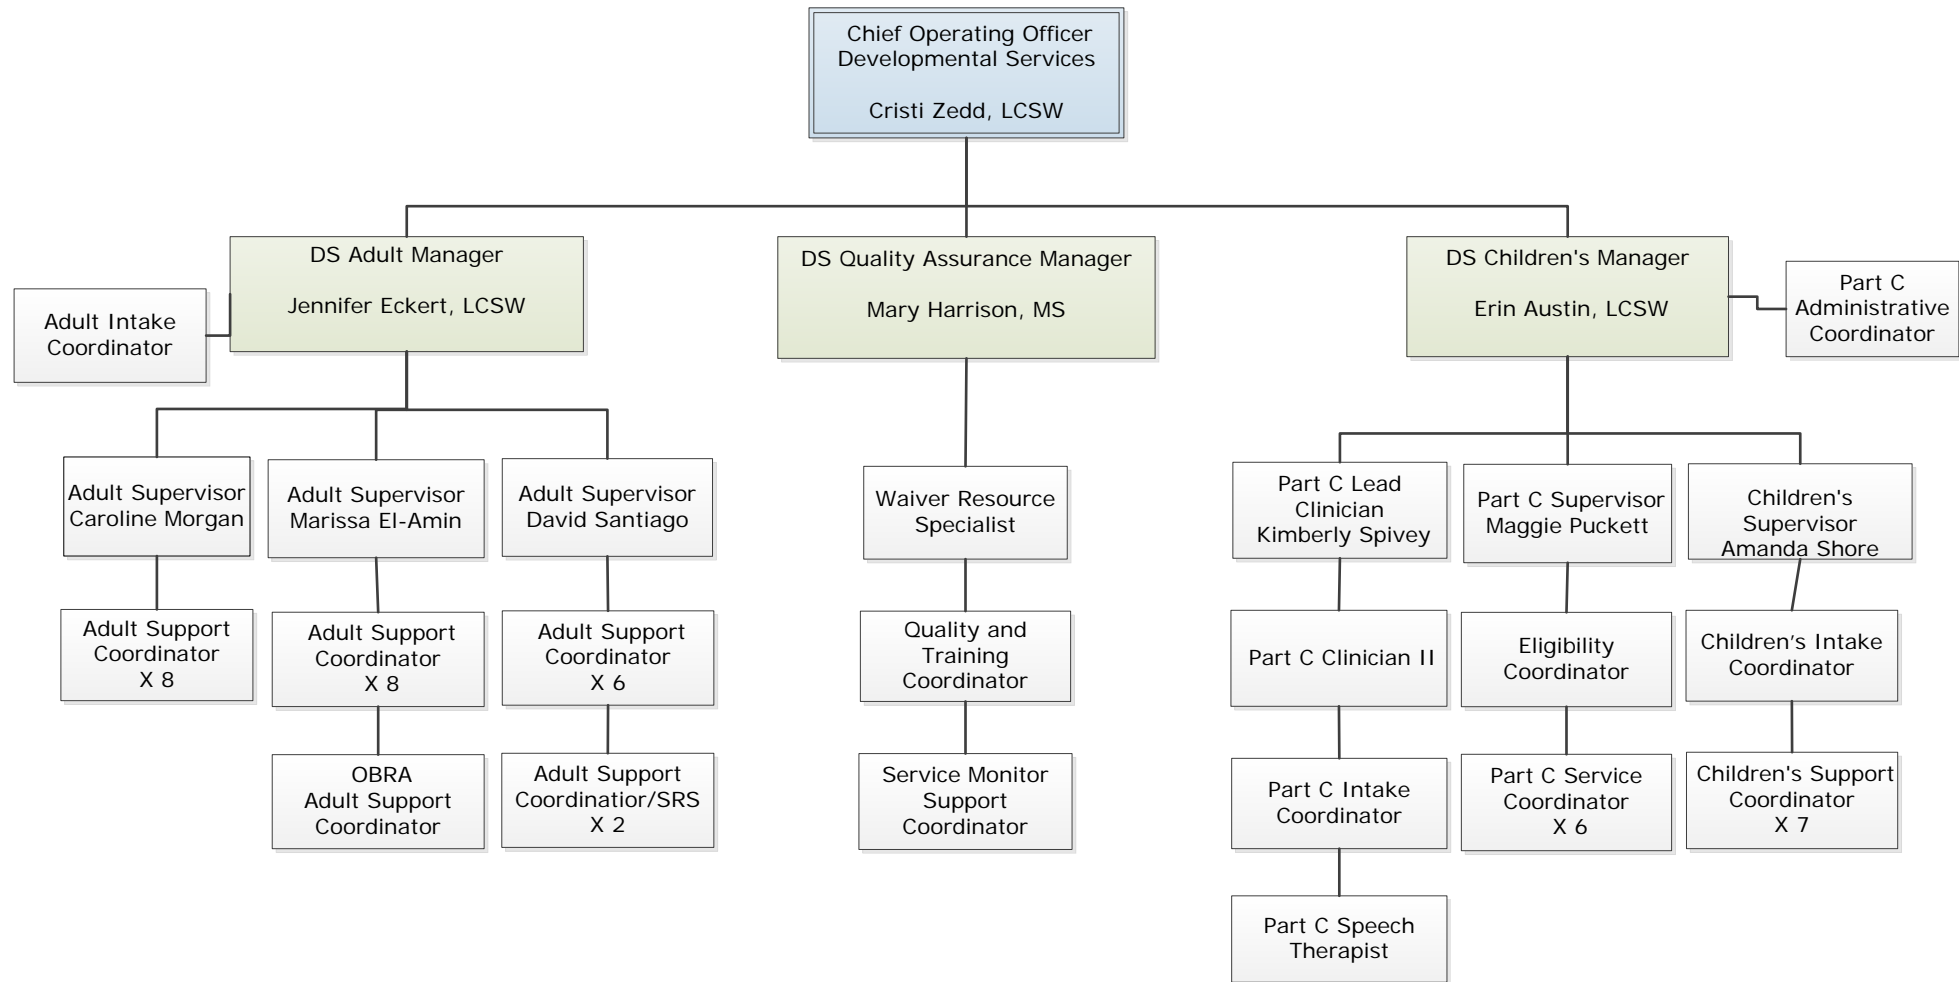 Chief Operating Officer
Developmental Services
Cristi Zedd, LCSW
DS Adult Manager
Jennifer Eckert, LCSW
DS Quality Assurance Manager
Mary Harrison, MS
DS Children's Manager
Erin Austin, LCSW
Adult Intake
Coordinator
Part C
Administrative
Coordinator
Adult Supervisor
Caroline Morgan
Adult Supervisor
Marissa El-Amin
Adult Supervisor
David Santiago
Waiver Resource
Specialist
Part C Lead
Clinician
Kimberly Spivey
Part C Supervisor
Maggie Puckett
Children's
Supervisor
Amanda Shore
Adult Support
Coordinator
X 8
Adult Support
Coordinator
X 8
Adult Support
Coordinator
X 6
Quality and
Training
Coordinator
Part C Clinician II
Eligibility
Coordinator
Children’s Intake
Coordinator
OBRA
Adult Support
Coordinator
Adult Support
Coordinatior/SRS
X 2
Service Monitor
Support
Coordinator
Part C Intake
Coordinator
Part C Service
Coordinator
X 6
Children's Support
Coordinator
X 7
Part C Speech
Therapist